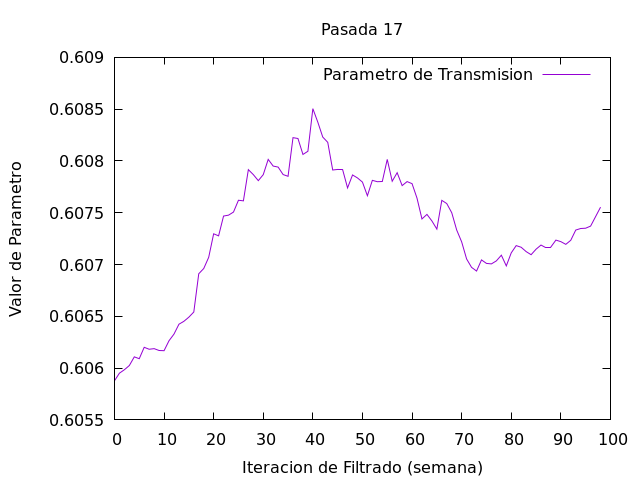 Pasada 17
Parametro de Transmision
0.609
0.6085
0.608
0.6075
0.607
0.6065
0.606
0.6055
Valor de Parametro
0 10 20 30 40 50 60 70 80 90 100
Iteracion de Filtrado (semana)